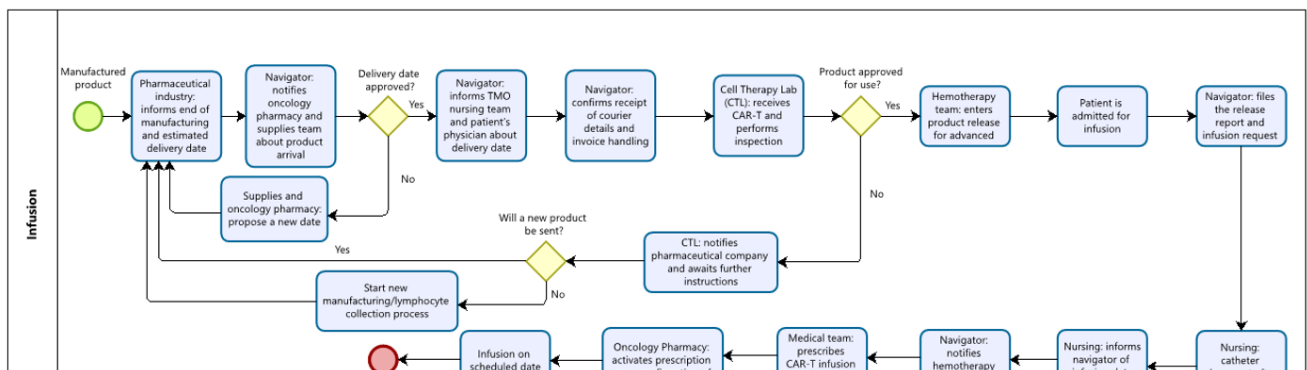 Infusion
Manufactured
product
Pharmaceutical
industry:
informs end of
manufacturing
and estimated
delivery date
Navigator:
notifies
oncology
pharmacy and
supplies team
about product
arrival
Delivery date
approved?
Yes
No
Supplies and
oncology pharmacy:
propose a new date
Navigator:
informs TMO
nursing team
and patient's
physician about
delivery date
Navigator:
confirms receipt
of courier
details and
invoice handling
Cell Therapy Lab
(CTL): receives
CAR-T and
performs
inspection
Product approved
for use?
Yes
No
Hemotherapy
team: enters
product release
for advanced
Patient is
admitted for
infusion
Navigator: files
the release
report and
infusion request
CTL: notifies
pharmaceutical company
and awaits further
instructions
Will a new product
be sent?
Yes
No
Start new
manufacturing/lymphocyte
collection process
Nursing:
catheter
Nursing: informs
navigator of
Navigator:
notifies
hemotherapy
Medical team:
prescribes
CAR-T infusion
Oncology Pharmacy:
activates prescription
Infusion on
scheduled date